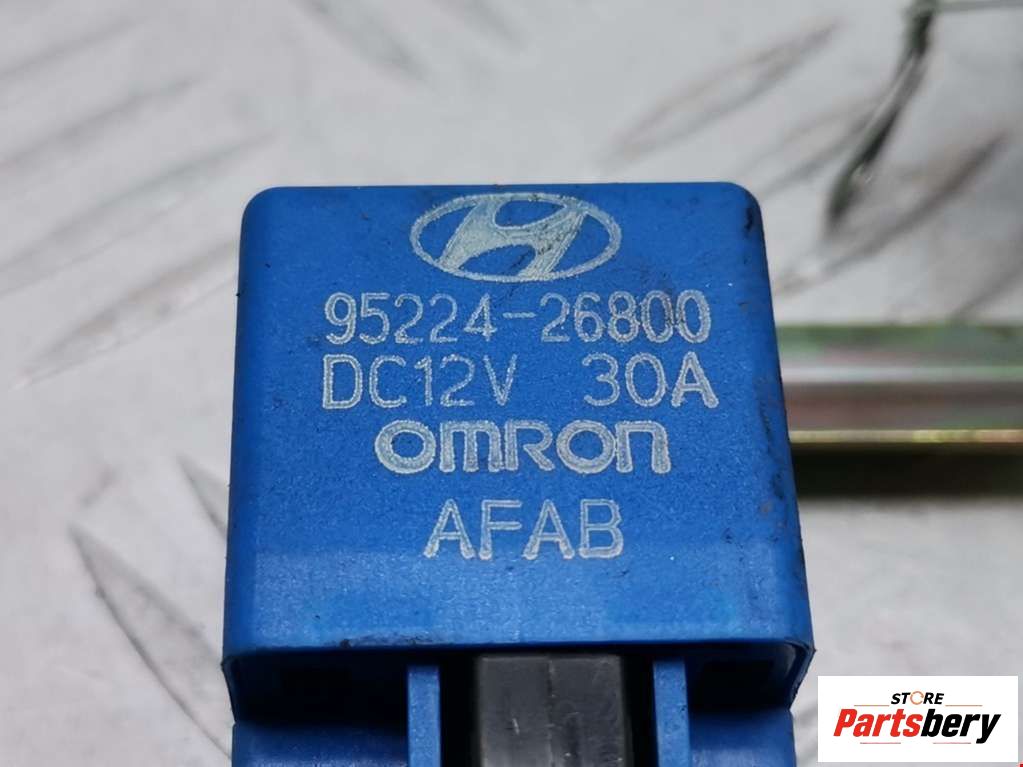 95224-26800
DC12V 30A
OMRON
AFAB
STORE
Partsbery